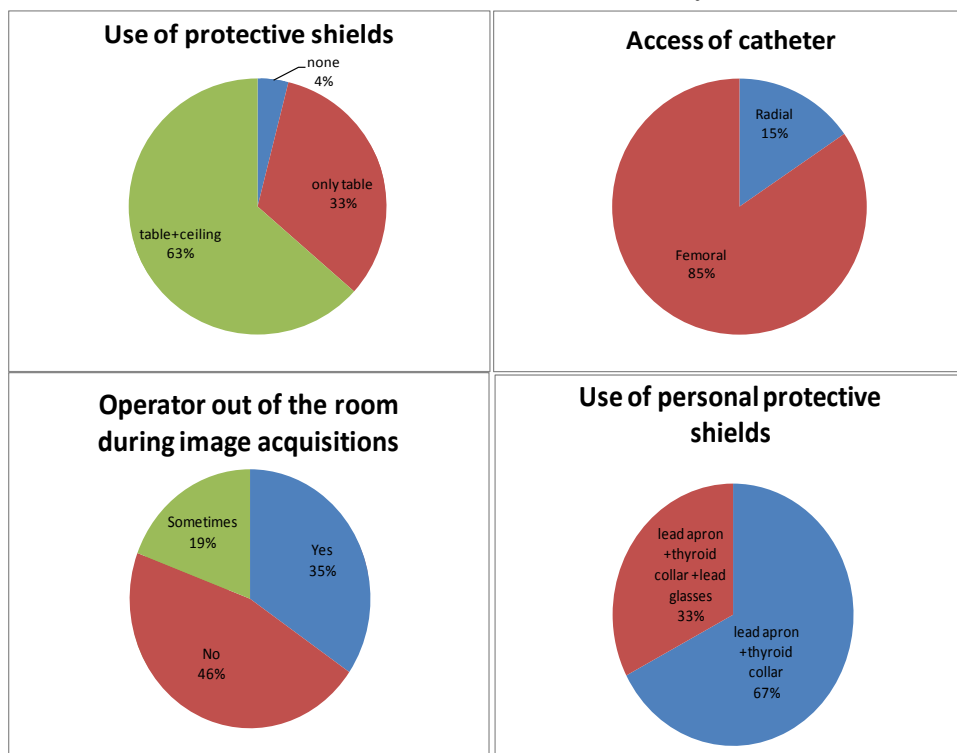 Use of protective shields
none
4%
only table
33%
table+ceiling
63%
Access of catheter
Radial
15%
Femoral
85%
Operator out of the room
during image acquisitions
Sometimes
19%
Yes
35%
No
46%
Use of personal protective
shields
lead apron
+thyroid
collar +lead
glasses
33%
lead apron
+thyroid
collar
67%